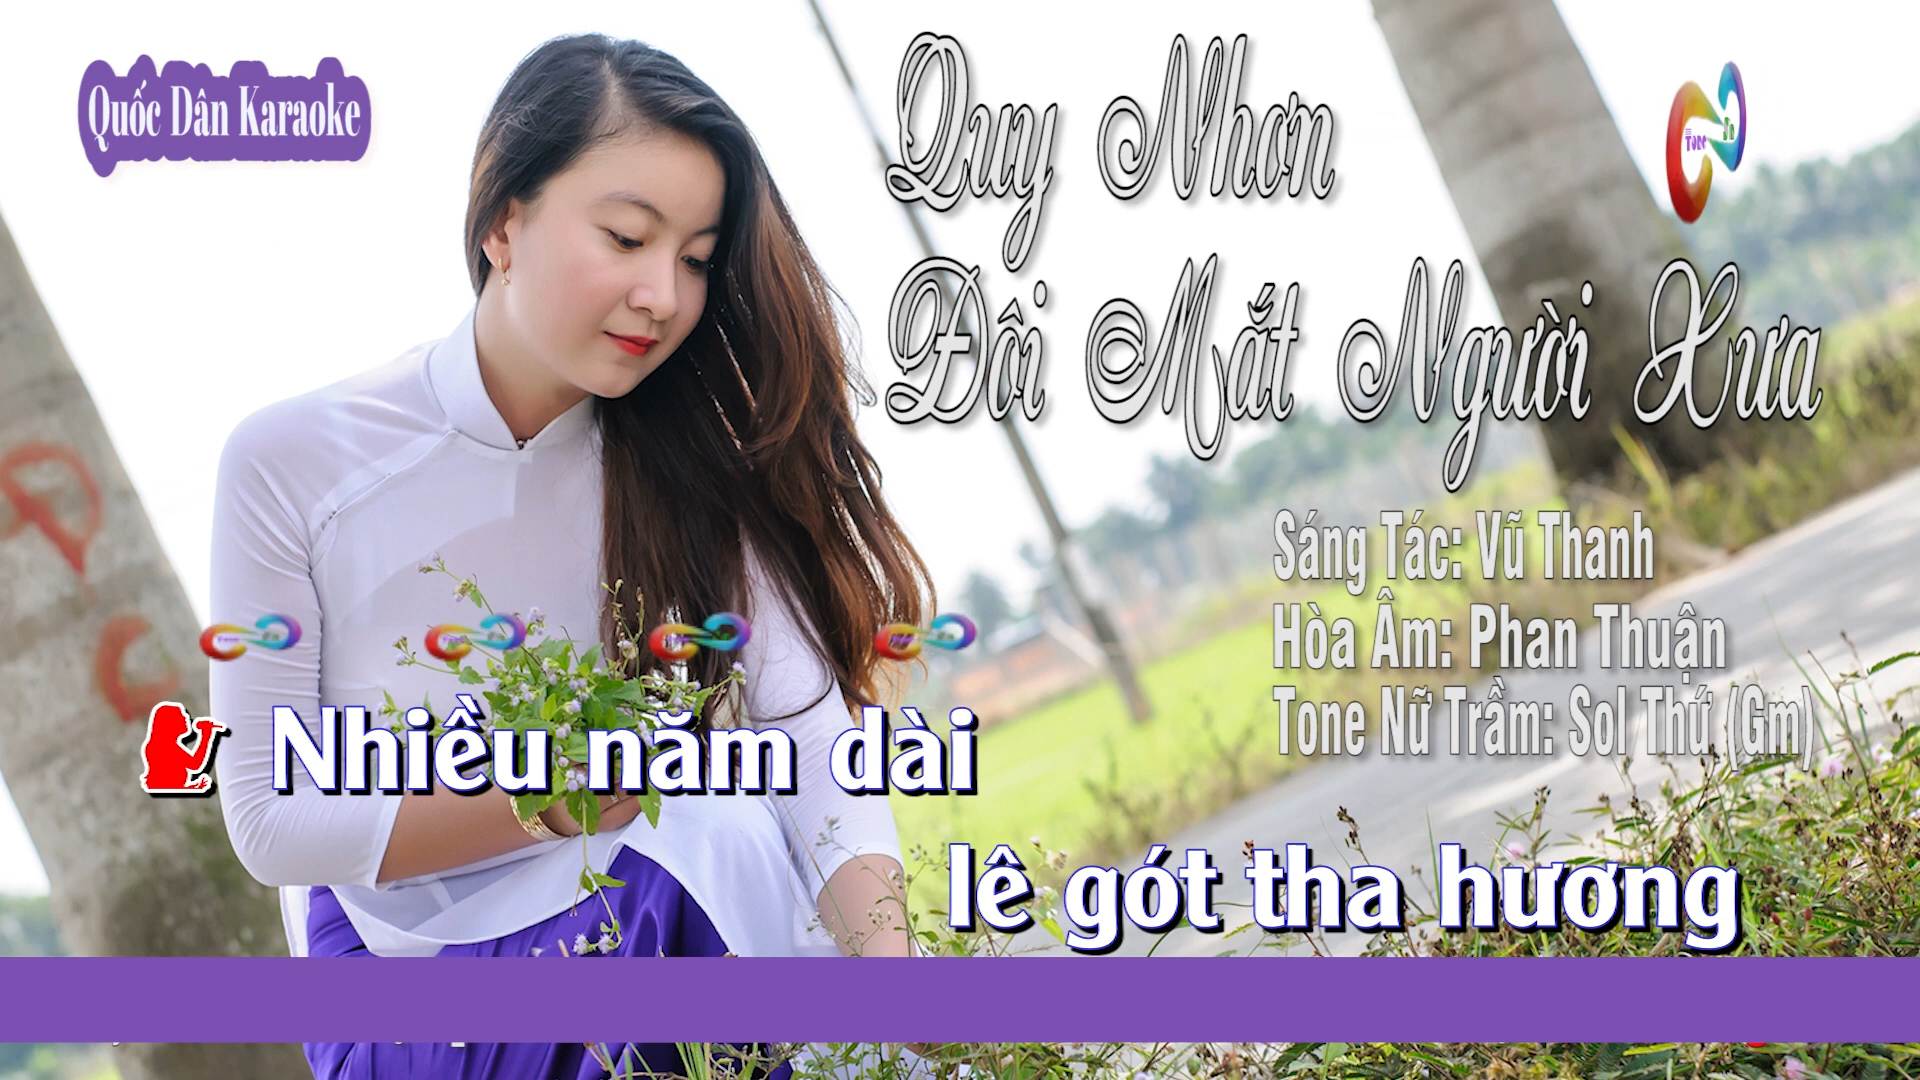 Quốc Dân Karaoke
Quy Nhơn
Đôi Mắt Người Xưa
Sáng Tác: Vũ Thanh
Hòa Âm: Phan Thuận
Tone Nữ Trầm: Sol Thứ (Gm)
Nhiều năm dài
lê gót tha hương